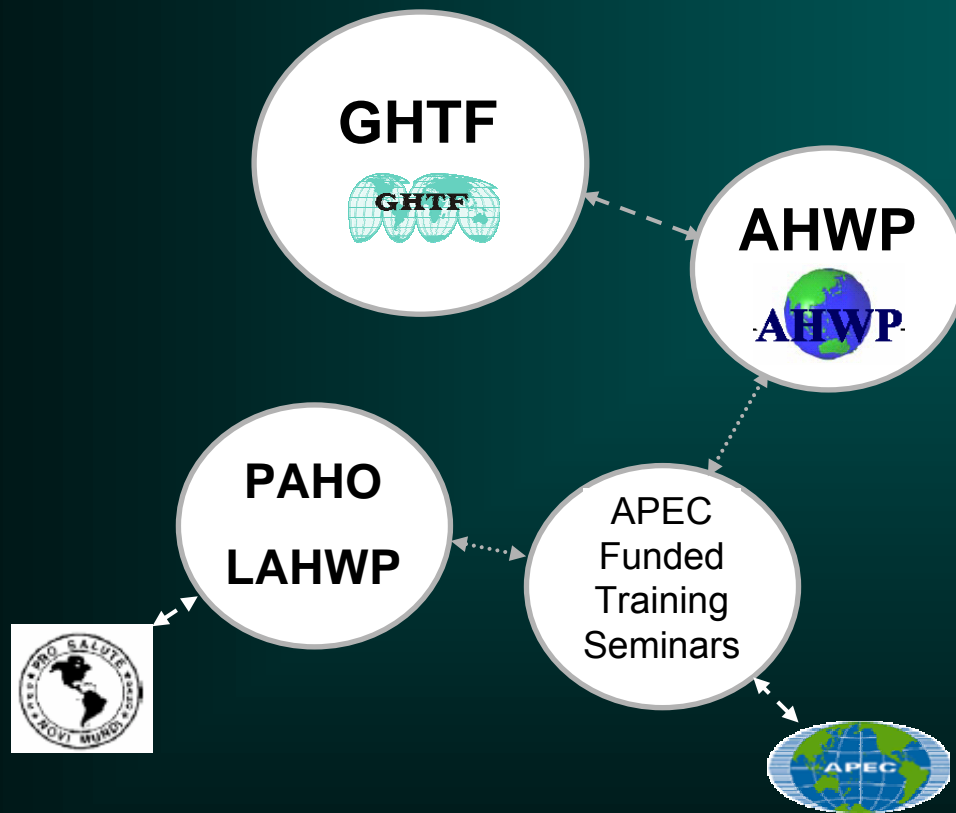 GHTF
GHTF
AHWP
AHWP
PAHO
LAHWP
APEC
Funded
Training
Seminars
PRO SALUTE
NOVI MUNDI
APEC